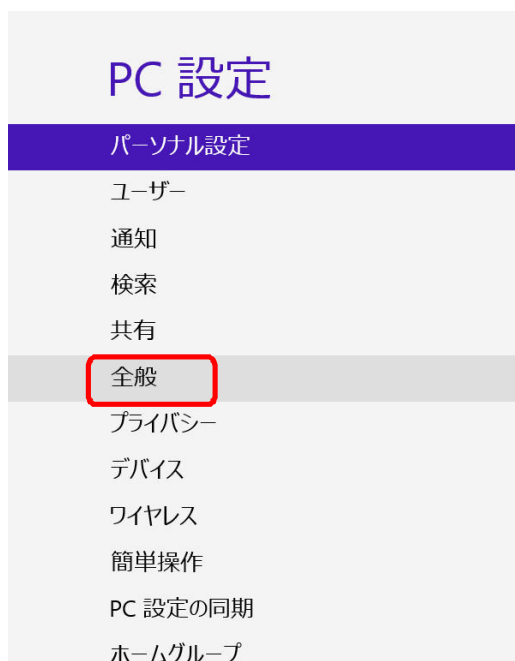 PC 設定
パーソナル設定
ユーザー
通知
検索
共有
全般
プライバシー
デバイス
ワイヤレス
簡単操作
PC 設定の同期
ホームグループ